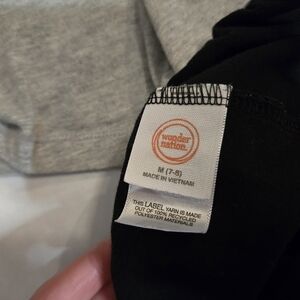 wonder
nation.
M (7-8)
MADE IN VIETNAM
THIS LABEL YARN IS MADE
OUT OF 100% RECYCLED
POLYESTER MATERIALS